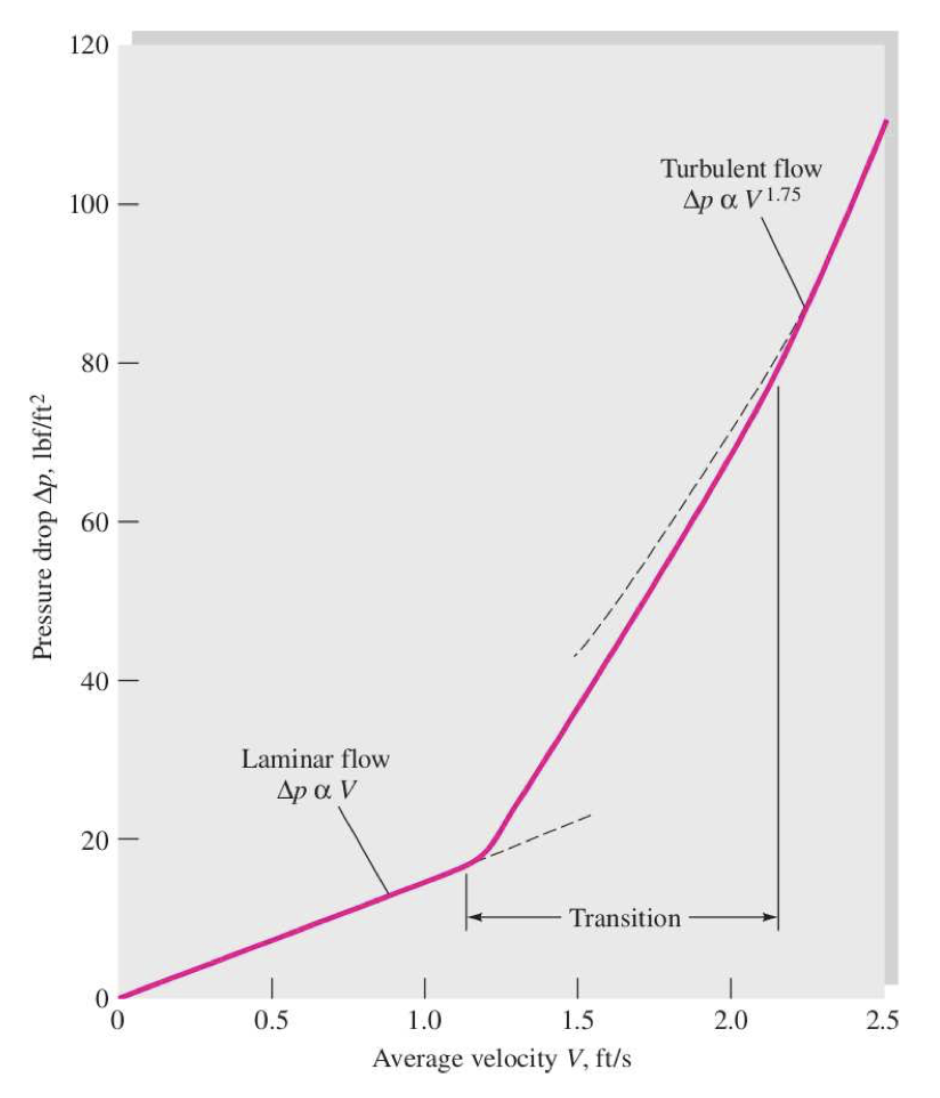 120
100
80
60
40
20
0
Pressure drop Δp, lbf/ft²
Turbulent flow
Δp α V^1.75
Laminar flow
Δp α V
Transition
0
0.5
1.0
1.5
2.0
2.5
Average velocity V, ft/s